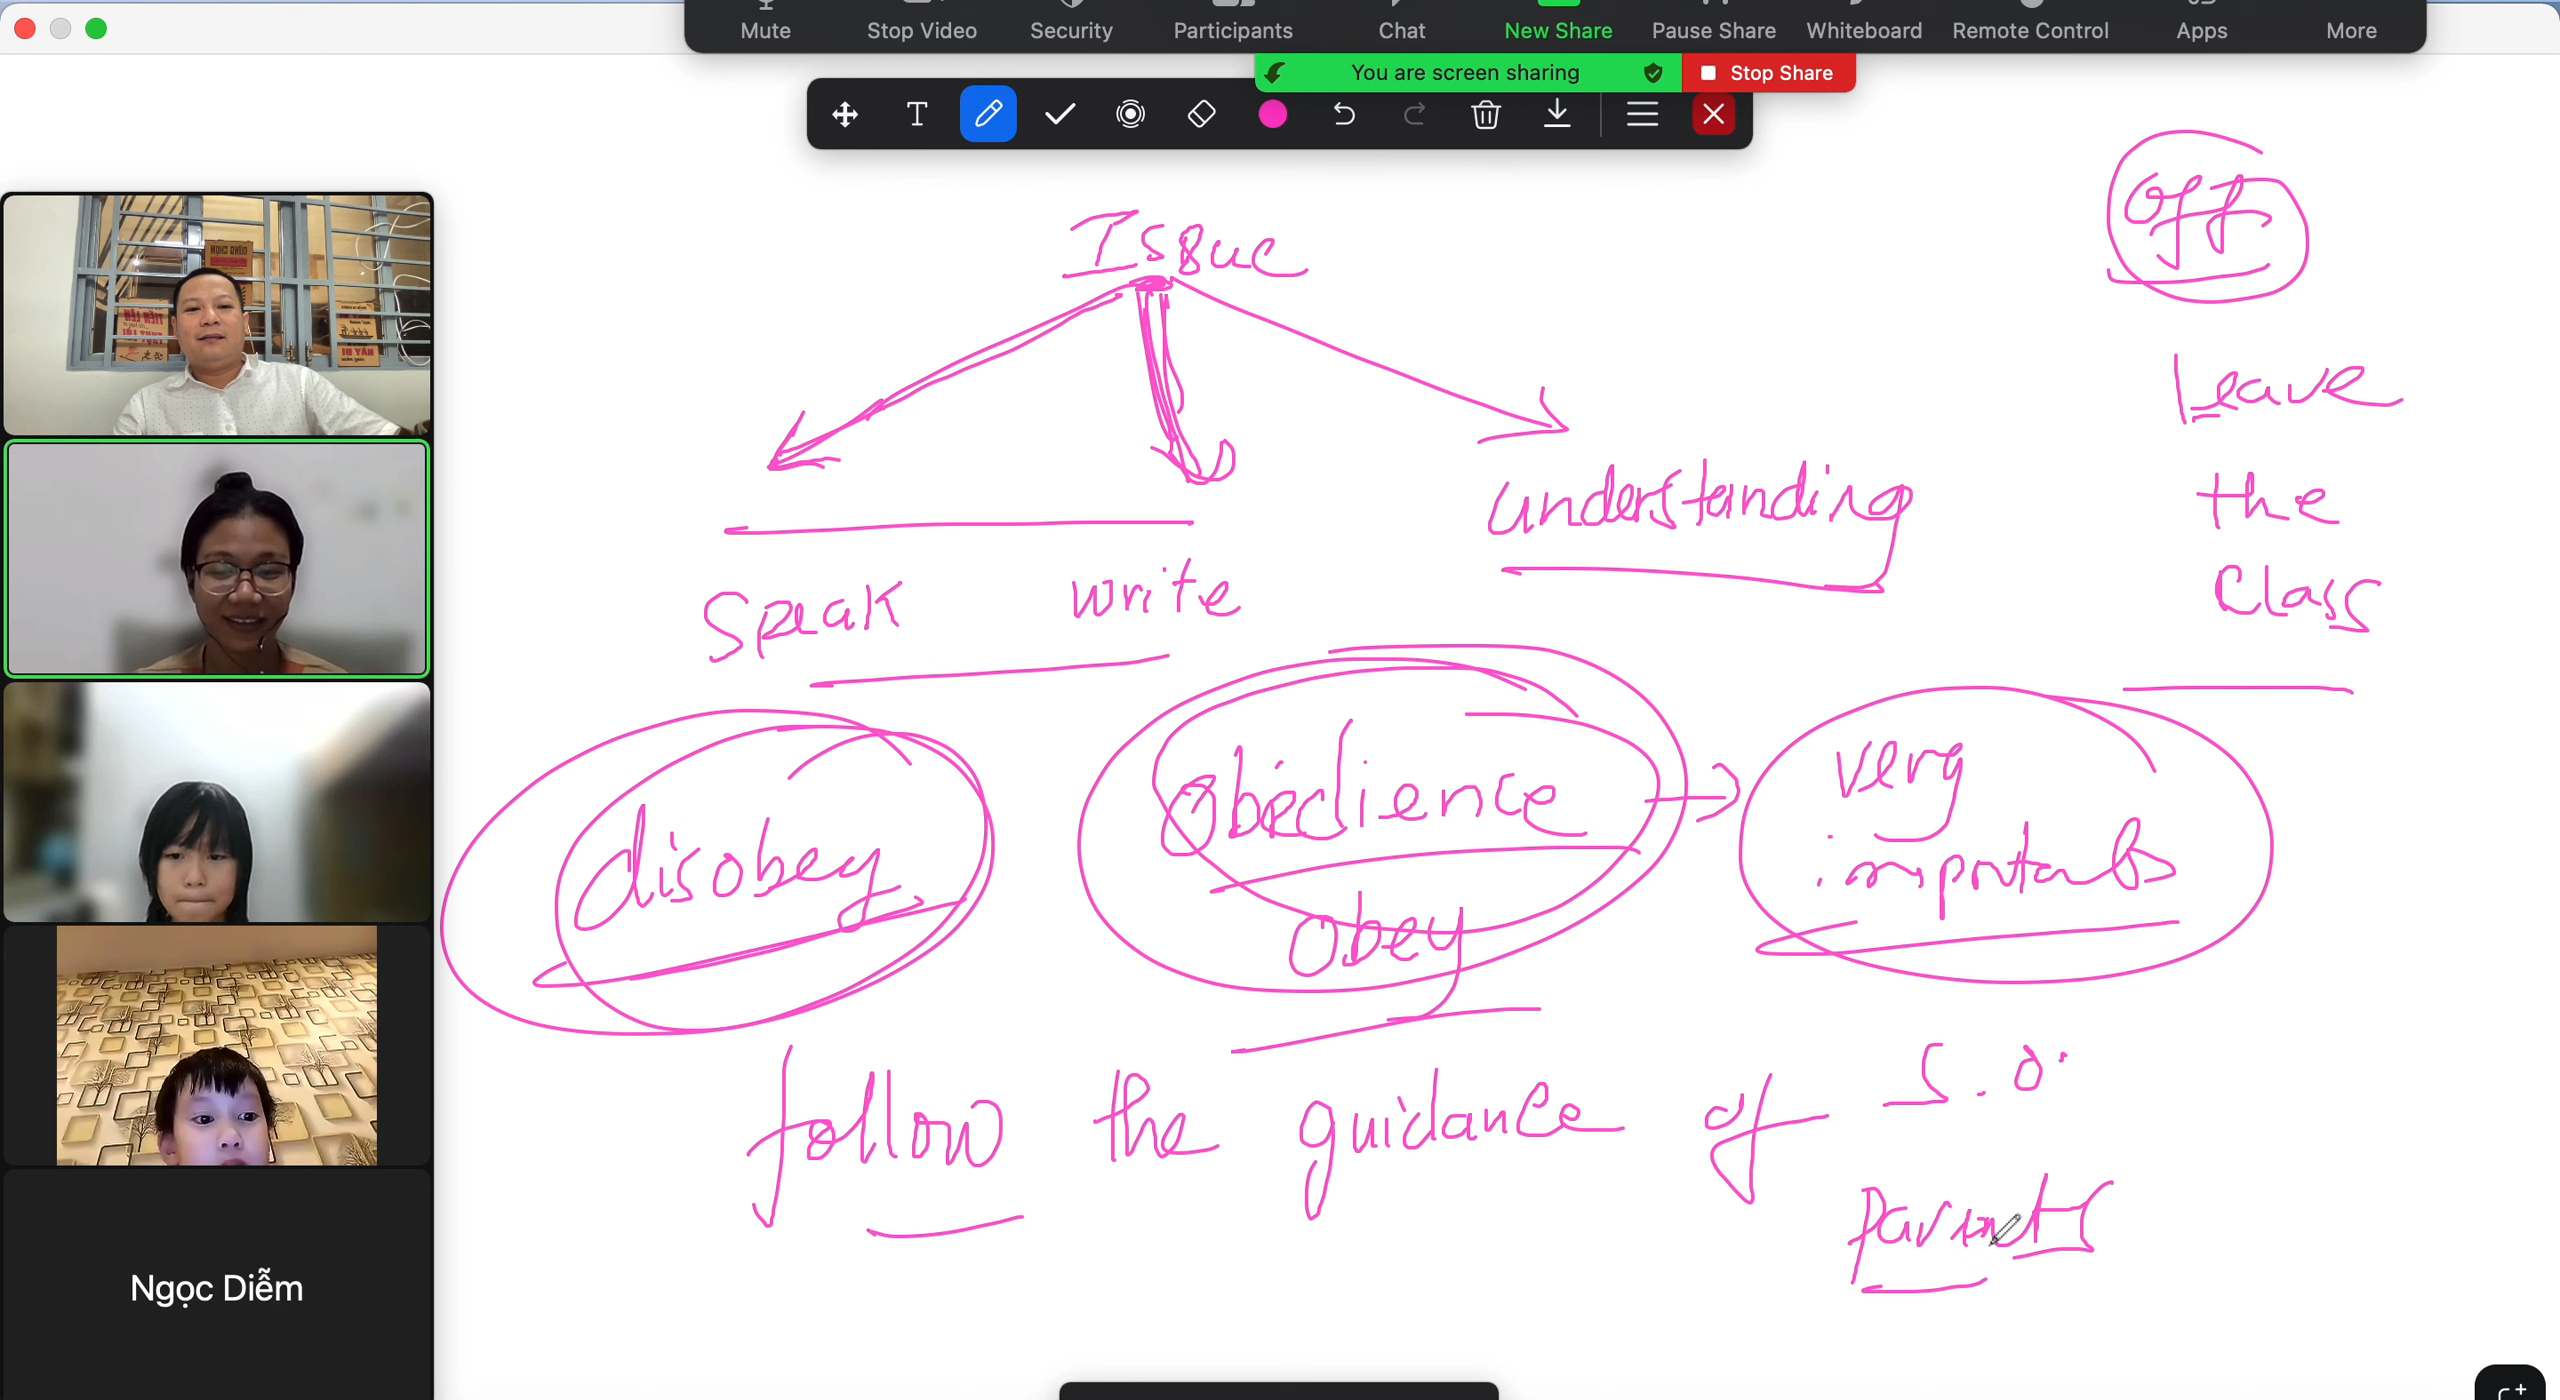 Mute Stop Video Security Participants Chat New Share Pause Share Whiteboard Remote Control Apps More
You are screen sharing Stop Share
T
Issue
off
Leave
the
Class
understanding
Speak write
disobey
Obedience
obey
very
important
follow the guidance of
S.O.
parents
Ngọc Diễm